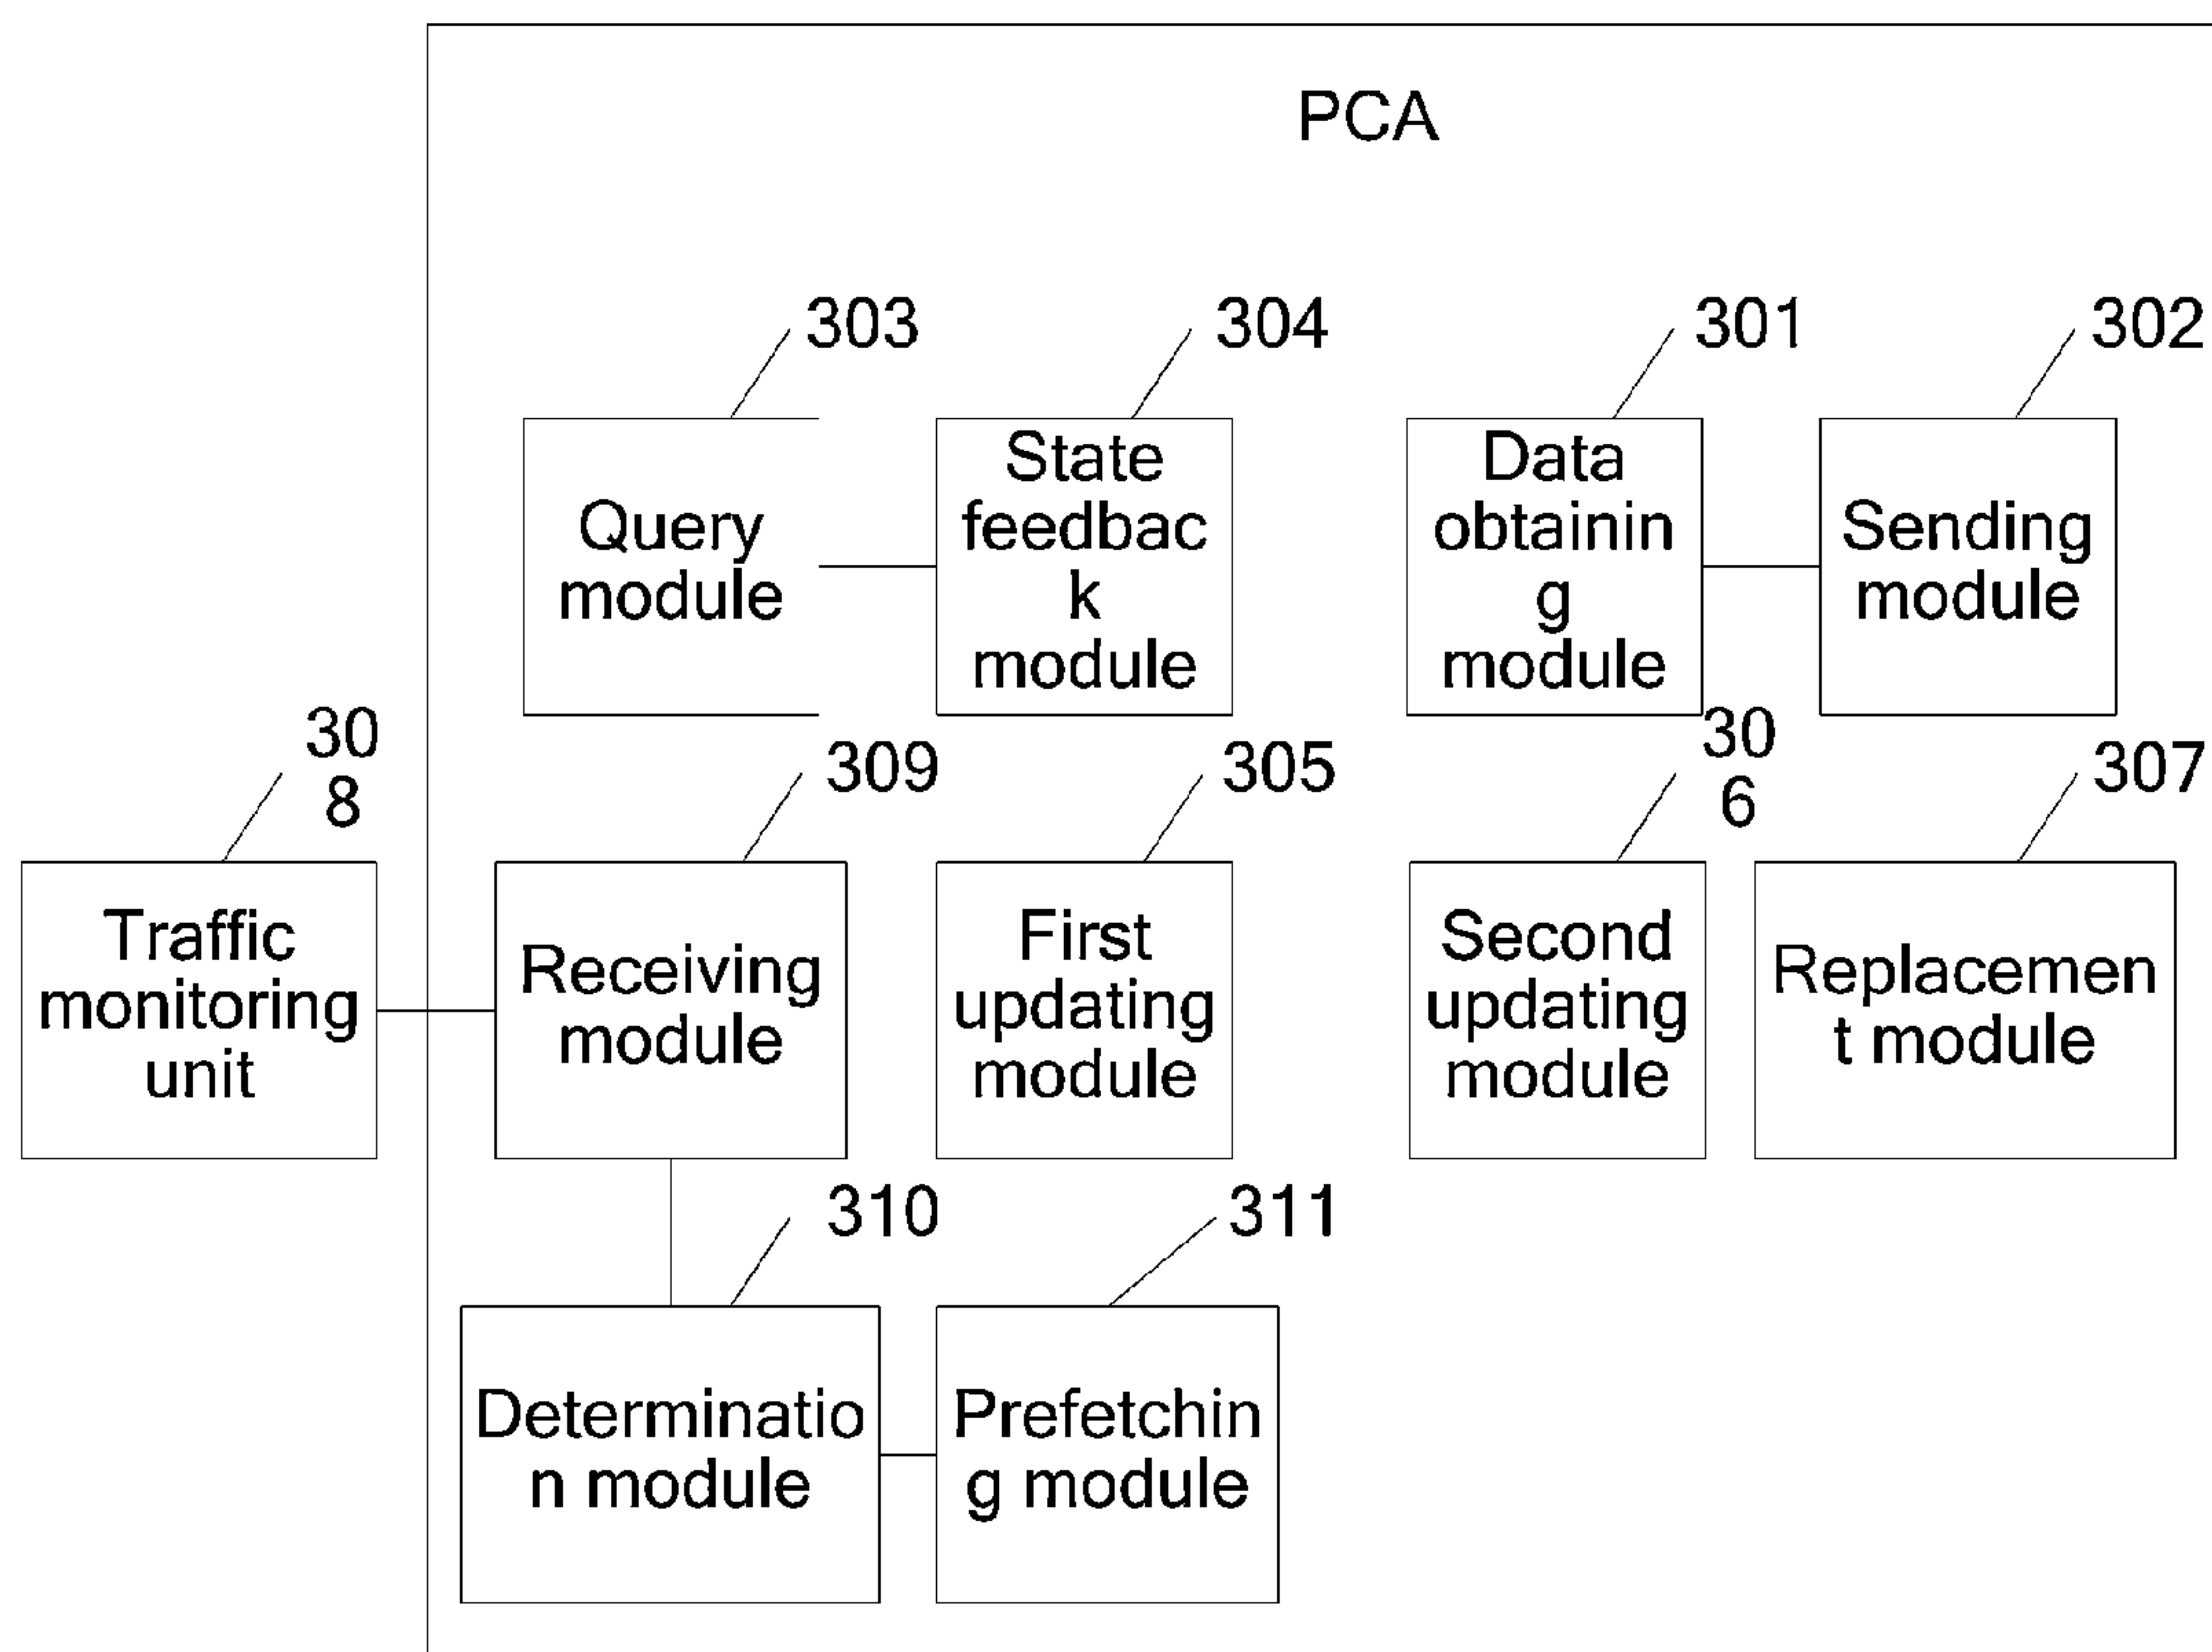 PCA
303
304
301
302
Query
module
State
feedbac
k
module
Data
obtainin
g
module
Sending
module
30
8
309
305
30
6
307
Traffic
monitoring
unit
Receiving
module
First
updating
module
Second
updating
module
Replacemen
t module
310
311
Determinatio
n module
Prefetchin
g module